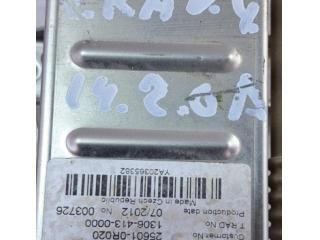 RAV4
14.2.0A
Customer No 25601-0R020
T RAD No 1306-413-0000
Production date 07/2012 No 003726
Made in Czech Republic
YA20365382